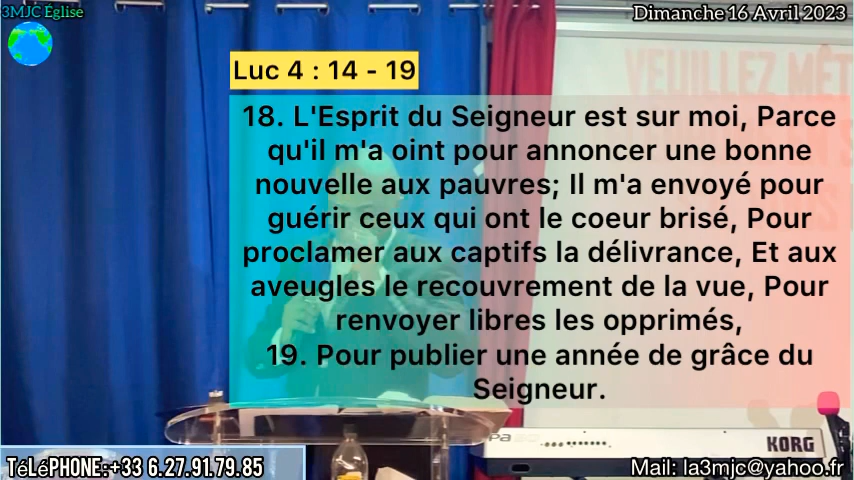 3MJC Église
Dimanche 16 Avril 2023
VEUILLEZ
Luc 4 : 14 - 19
18. L'Esprit du Seigneur est sur moi, Parce
qu'il m'a oint pour annoncer une bonne
nouvelle aux pauvres; Il m'a envoyé pour
guérir ceux qui ont le coeur brisé, Pour
proclamer aux captifs la délivrance, Et aux
aveugles le recouvrement de la vue, Pour
renvoyer libres les opprimés,
19. Pour publier une année de grâce du
Seigneur.
KORG
TéLéPHONE:+33 6.27.91.79.85
Mail: la3mjc@yahoo.fr